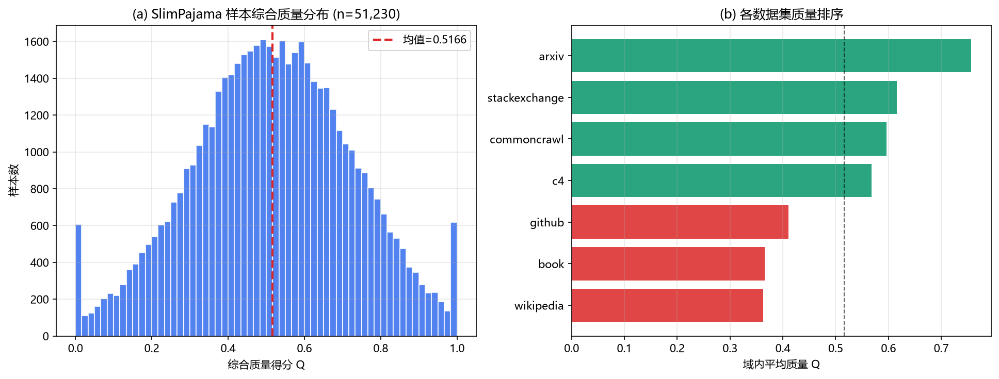 (a) SlimPajama 样本综合质量分布 (n=51,230)
均值=0.5166
样本数
1600
1400
1200
1000
800
600
400
200
0
0.0 0.2 0.4 0.6 0.8 1.0
综合质量得分 Q
(b) 各数据集质量排序
arxiv
stackexchange
commoncrawl
c4
github
book
wikipedia
0.0 0.1 0.2 0.3 0.4 0.5 0.6 0.7
域内平均质量 Q